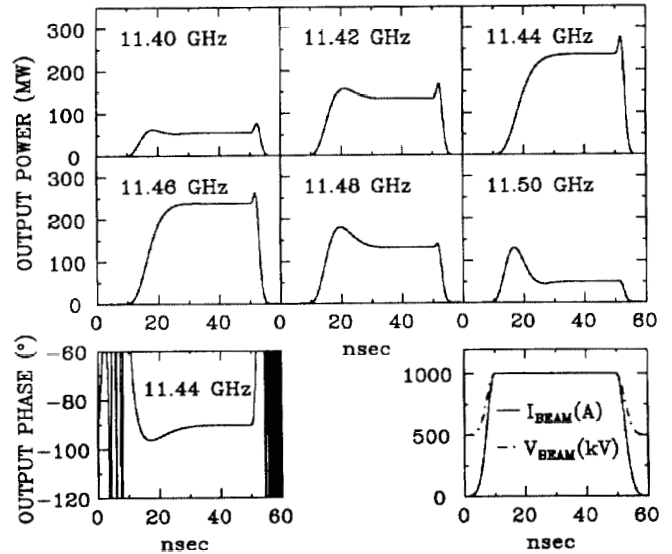 OUTPUT POWER (MW)
300
200
100
0
11.40 GHz
11.42 GHz
11.44 GHz
300
200
100
0
11.46 GHz
11.48 GHz
11.50 GHz
0 20 40 0 20 40 0 20 40 60
nsec
OUTPUT PHASE (°)
-60
-80
-100
-120
11.44 GHz
0 20 40 60
nsec
1000
500
0
I BEAM (A)
V BEAM (kV)
0 20 40 60
nsec